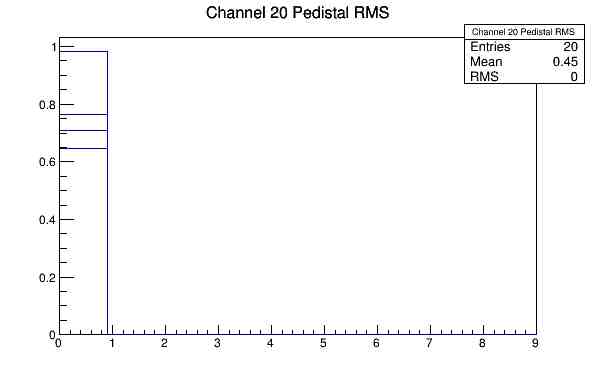 Channel 20 Pedistal RMS
Channel 20 Pedistal RMS
Entries 20
Mean 0.45
RMS 0
1
0.8
0.6
0.4
0.2
0
0 1 2 3 4 5 6 7 8 9